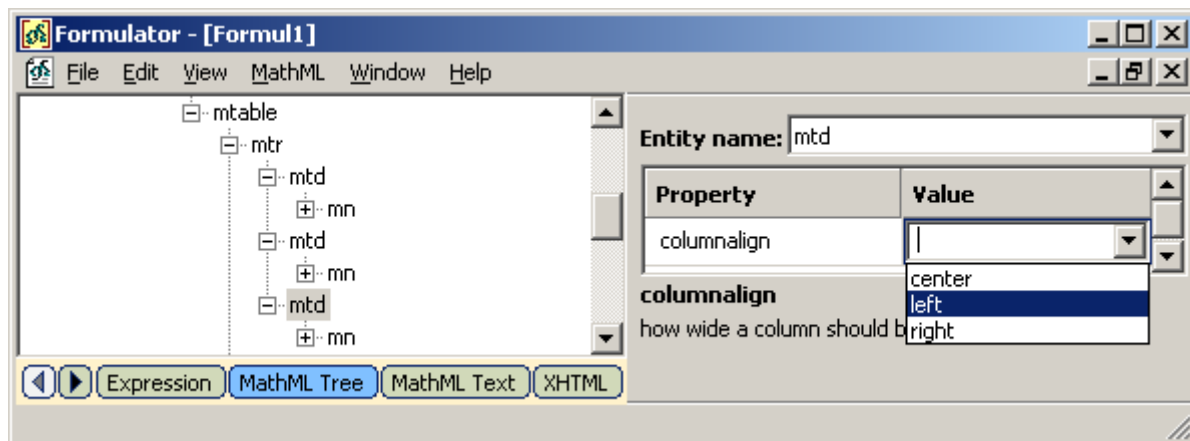 Formulator - [Formul1]
File Edit View MathML Window Help
mtable
mtr
mtd
mn
mtd
mn
mtd
mn
Expression MathML Tree MathML Text XHTML
Entity name: mtd
Property Value
columnalign
center
left
right
columnalign
how wide a column should b